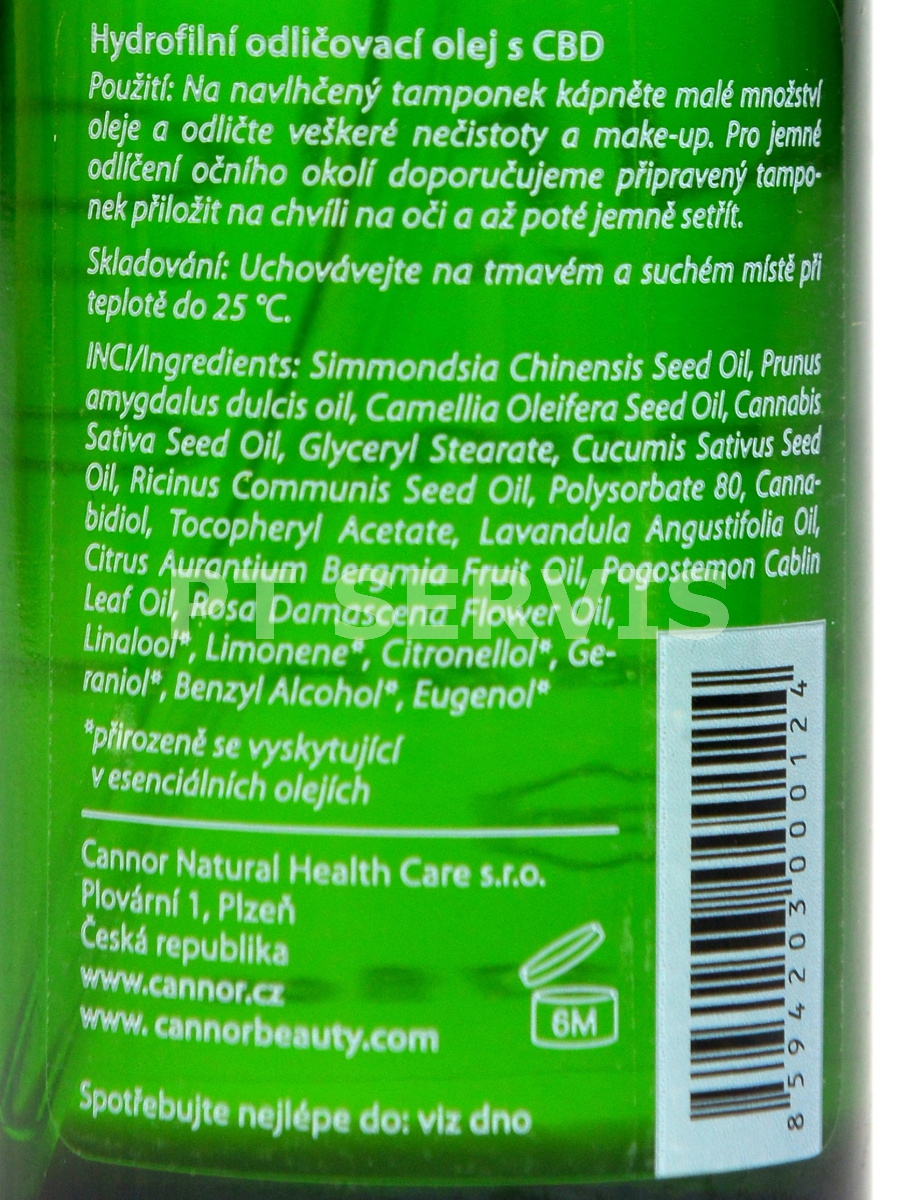 Hydrofilní odličovací olej s CBD
Použití: Na navlhčený tamponek kápněte malé množství
oleje a odličte veškeré nečistoty a make-up. Pro jemné
odlíčení očního okolí doporučujeme připravený tampo-
nek přiložit na chvíli na oči a až poté jemně setřít.
Skladování: Uchovávejte na tmavém a suchém místě při
teplotě do 25 °C.
INCI/Ingredients: Simmondsia Chinensis Seed Oil, Prunus
amygdalus dulcis oil, Camellia Oleifera Seed Oil, Cannabis
Sativa Seed Oil, Glyceryl Stearate, Cucumis Sativus Seed
Oil, Ricinus Communis Seed Oil, Polysorbate 80, Canna-
bidiol, Tocopheryl Acetate, Lavandula Angustifolia Oil,
Citrus Aurantium Bergmia Fruit Oil, Pogostemon Cablin
Leaf Oil, Rosa Damascena Flower Oil,
Linalool*, Limonene*, Citronellol*, Ge-
raniol*, Benzyl Alcohol*, Eugenol*
*přirozeně se vyskytující
v esenciálních olejích
Cannor Natural Health Care s.r.o.
Plovární 1, Plzeň
Česká republika
www.cannor.cz
www. cannorbeauty.com
6M
Spotřebujte nejlépe do: viz dno
8594203000124
PT SERVIS